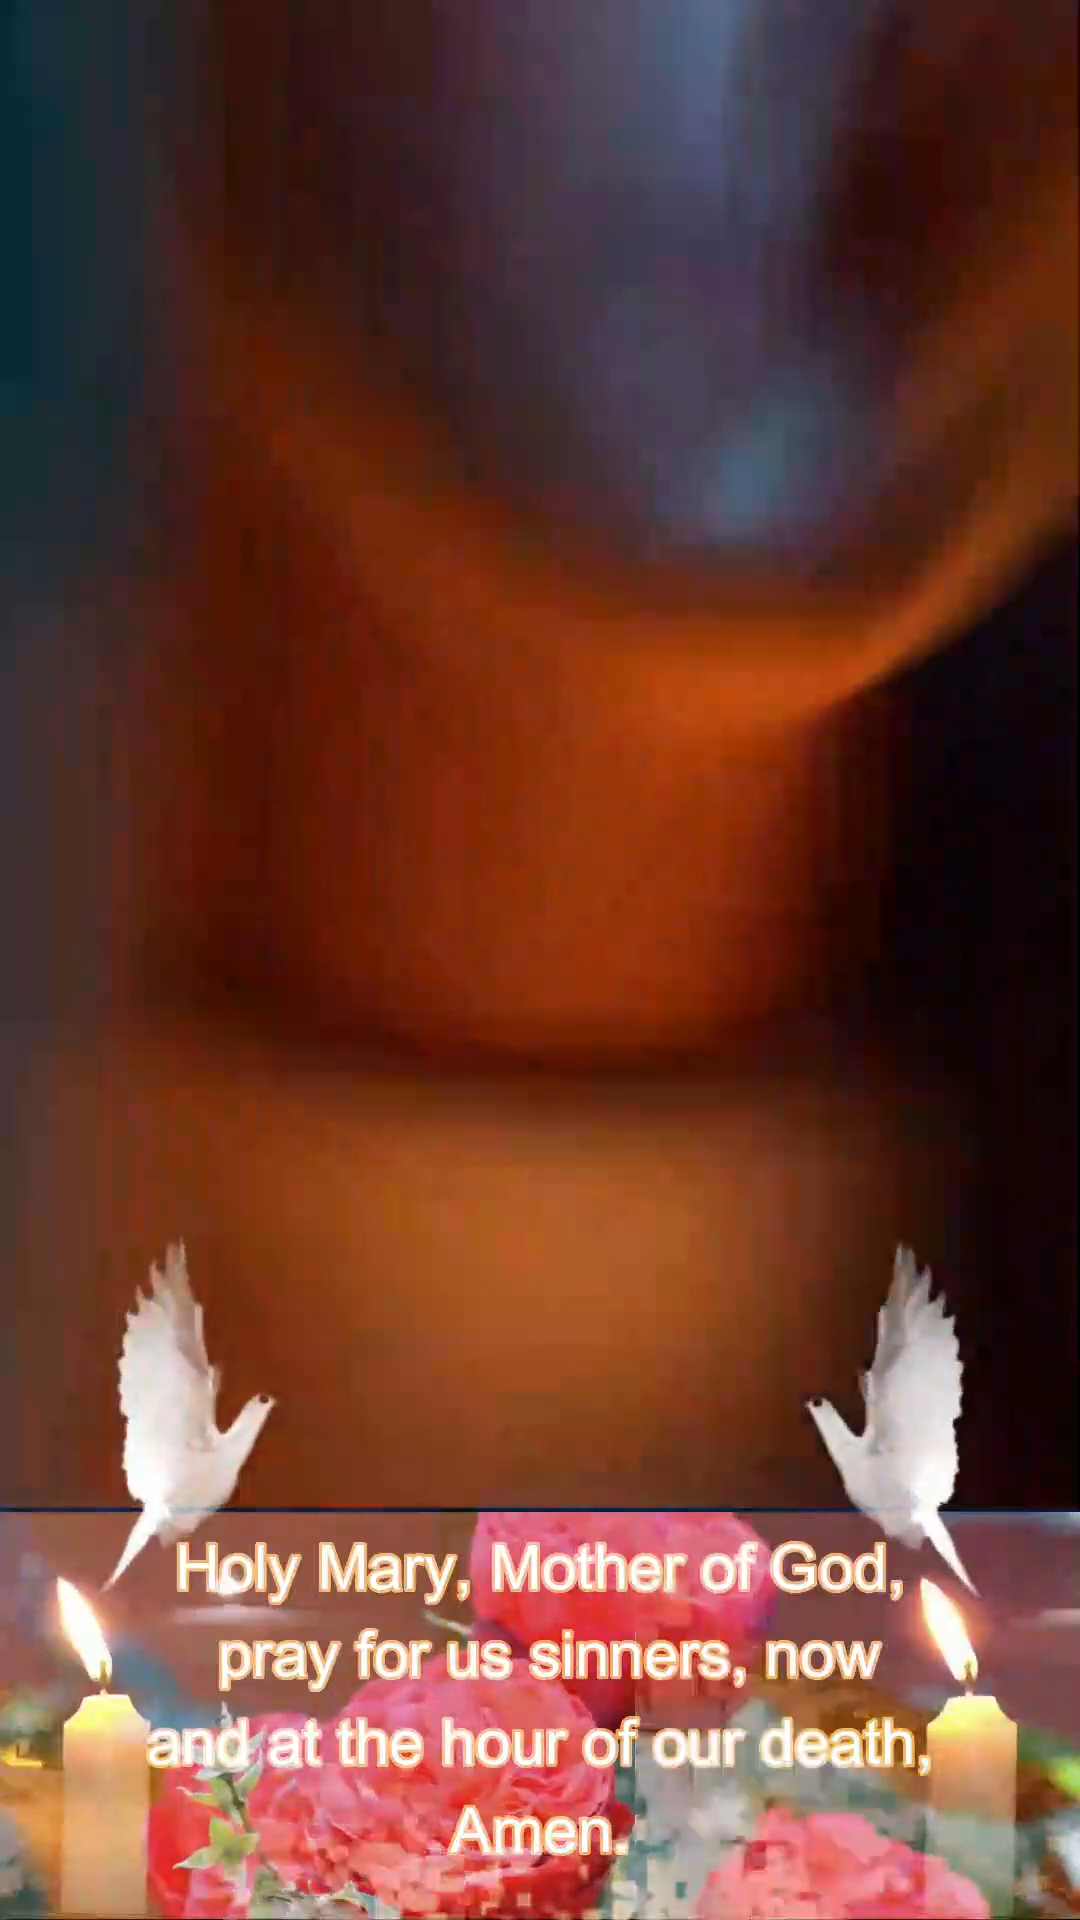 Holy Mary, Mother of God,
pray for us sinners, now
and at the hour of our death,
Amen.